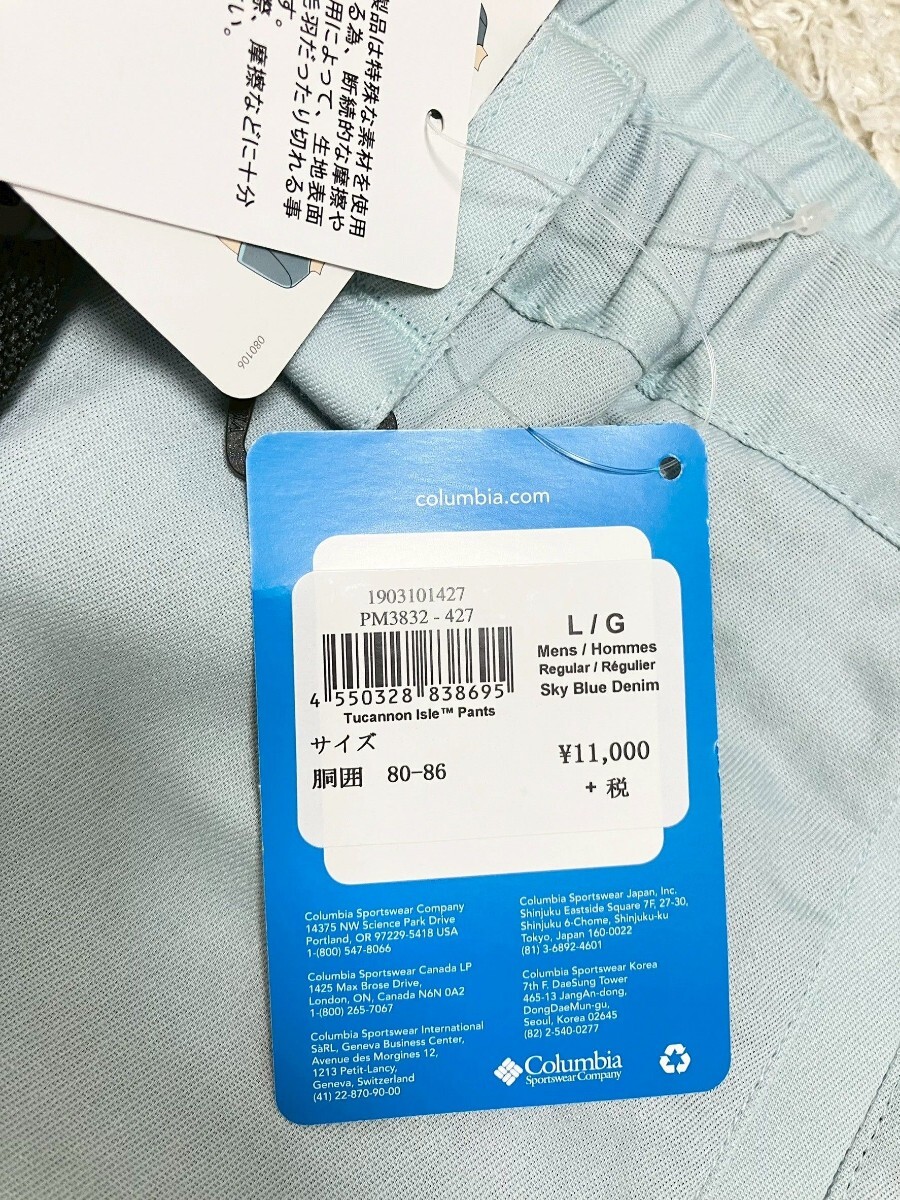 製品は特殊な素材を使用
る為、断続的な摩擦や
用によって、生地表面
毛羽だったり切れる事
す。
際、摩擦などに十分
い。
080106
columbia.com
1903101427
PM3832 - 427
4 550328 838695
Tucannon Isle™ Pants
L / G
Mens / Hommes
Regular / Régulier
Sky Blue Denim
サイズ
胴囲 80-86
¥11,000
+ 税
Columbia Sportswear Company
14375 NW Science Park Drive
Portland, OR 97229-5418 USA
1-(800) 547-8066
Columbia Sportswear Canada LP
1425 Max Brose Drive,
London, ON, Canada N6N 0A2
1-(800) 265-7067
Columbia Sportswear International
SàRL, Geneva Business Center,
Avenue des Morgines 12,
1213 Petit-Lancy,
Geneva, Switzerland
(41) 22-870-90-00
Columbia Sportswear Japan, Inc.
Shinjuku Eastside Square 7F, 27-30,
Shinjuku 6-Chome, Shinjuku-ku
Tokyo, Japan 160-0022
(81) 3-6892-4601
Columbia Sportswear Korea
7th F. DaeSung Tower
465-13 JangAn-dong,
DongDaeMun-gu,
Seoul, Korea 02645
(82) 2-540-0277
Columbia
Sportswear Company